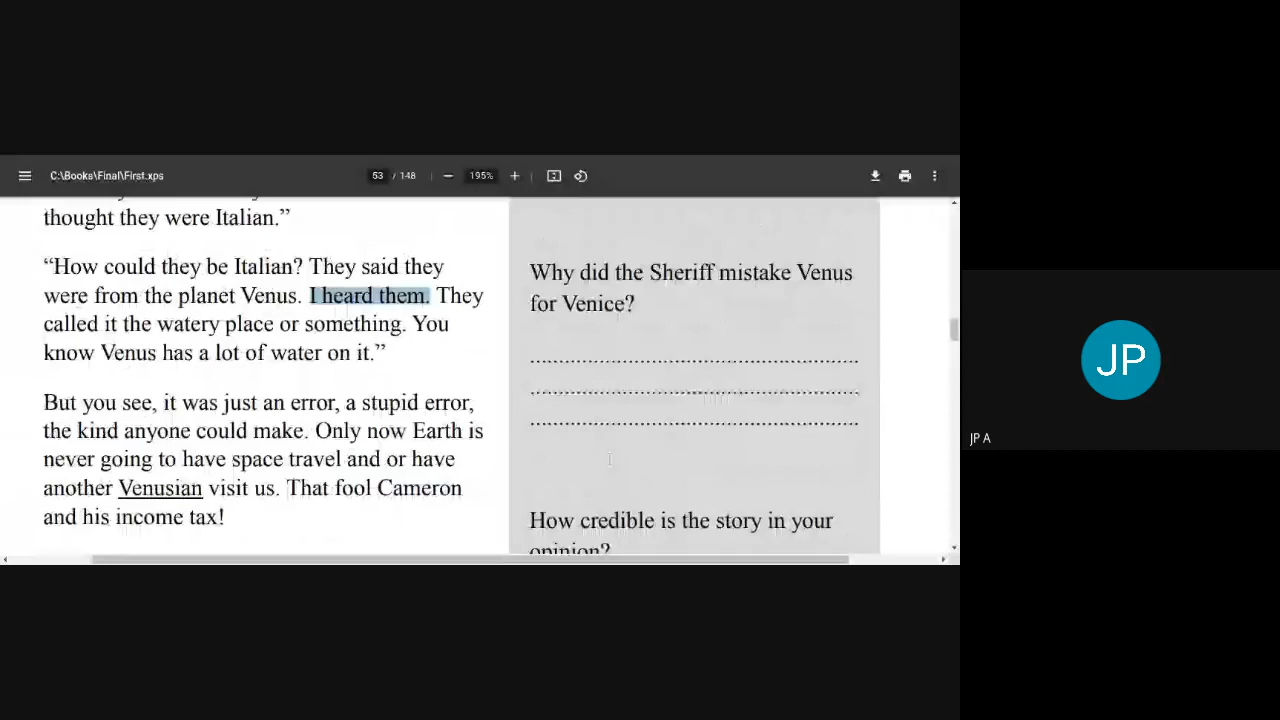 C:\Books\Final\First.xps
53 / 148
195%
thought they were Italian.”
“How could they be Italian? They said they
were from the planet Venus. I heard them. They
called it the watery place or something. You
know Venus has a lot of water on it.”
But you see, it was just an error, a stupid error,
the kind anyone could make. Only now Earth is
never going to have space travel and or have
another Venusian visit us. That fool Cameron
and his income tax!
Why did the Sheriff mistake Venus
for Venice?
How credible is the story in your
opinion?
JP
JP A